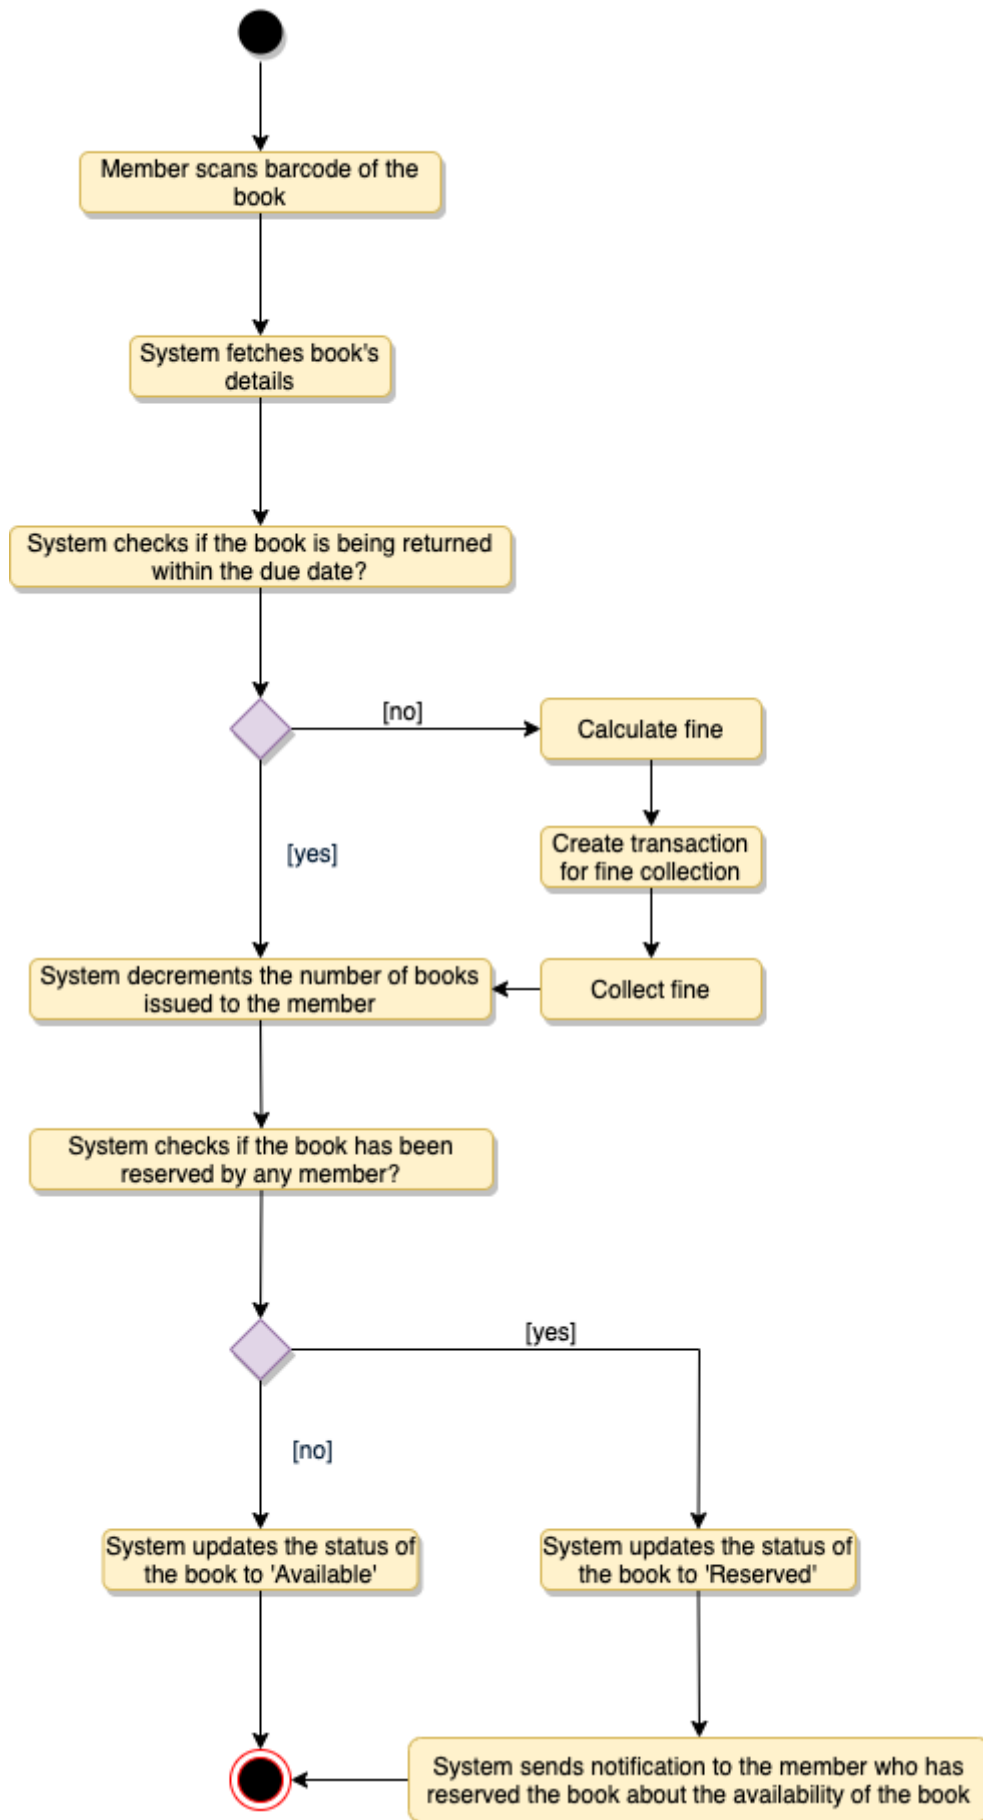 Member scans barcode of the
book
System fetches book's
details
System checks if the book is being returned
within the due date?
[no]
Calculate fine
[yes]
Create transaction
for fine collection
System decrements the number of books
issued to the member
Collect fine
System checks if the book has been
reserved by any member?
[yes]
[no]
System updates the status of
the book to 'Available'
System updates the status of
the book to 'Reserved'
System sends notification to the member who has
reserved the book about the availability of the book